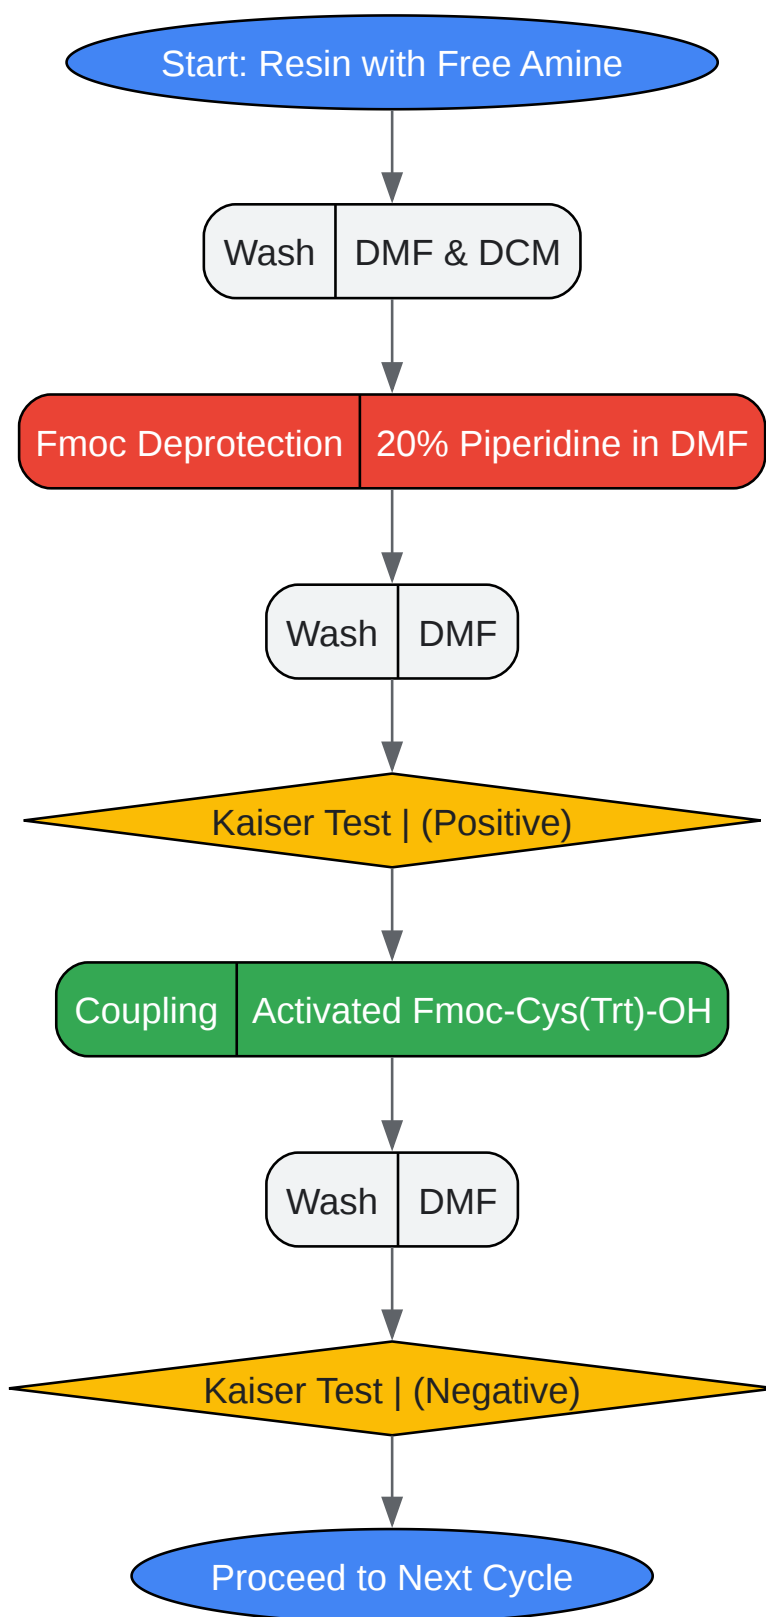 Start: Resin with Free Amine
Wash DMF & DCM
Fmoc Deprotection 20% Piperidine in DMF
Wash DMF
Kaiser Test | (Positive)
Coupling Activated Fmoc-Cys(Trt)-OH
Wash DMF
Kaiser Test | (Negative)
Proceed to Next Cycle